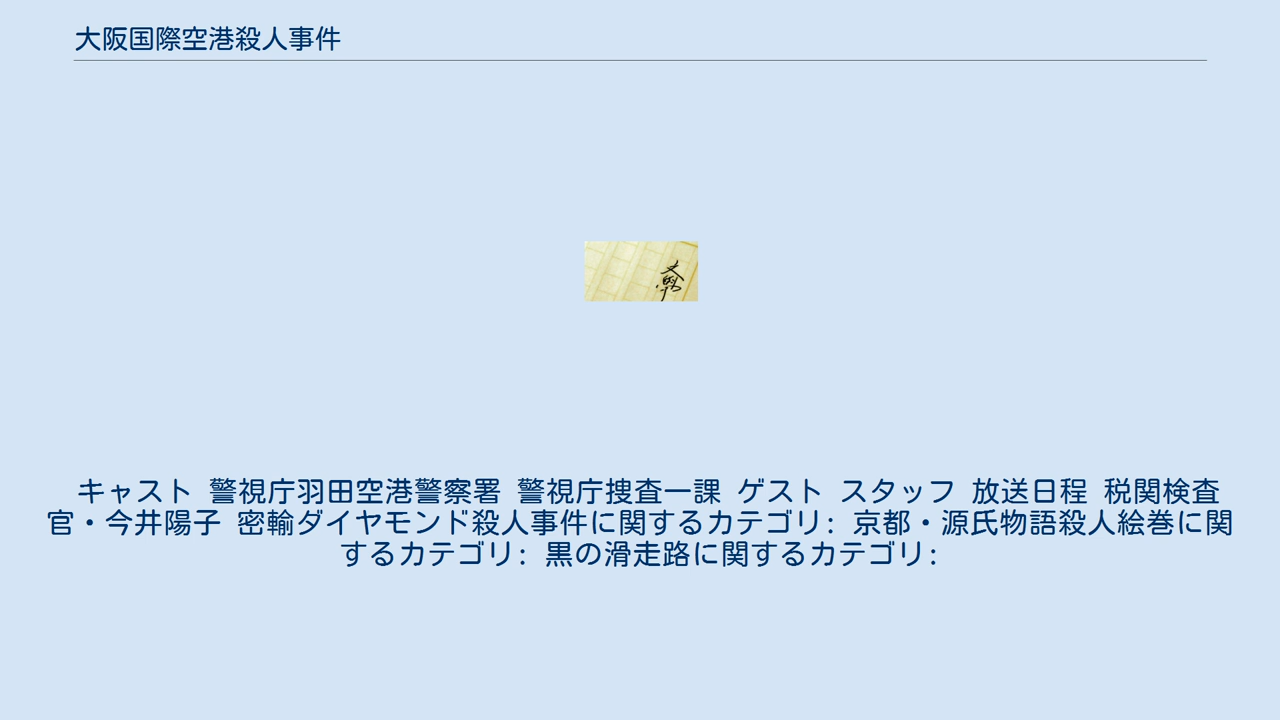 大阪国際空港殺人事件
キャスト 警視庁羽田空港警察署 警視庁捜査一課 ゲスト スタッフ 放送日程 税関検査
官・今井陽子 密輸ダイヤモンド殺人事件に関するカテゴリ: 京都・源氏物語殺人絵巻に関
するカテゴリ: 黒の滑走路に関するカテゴリ: